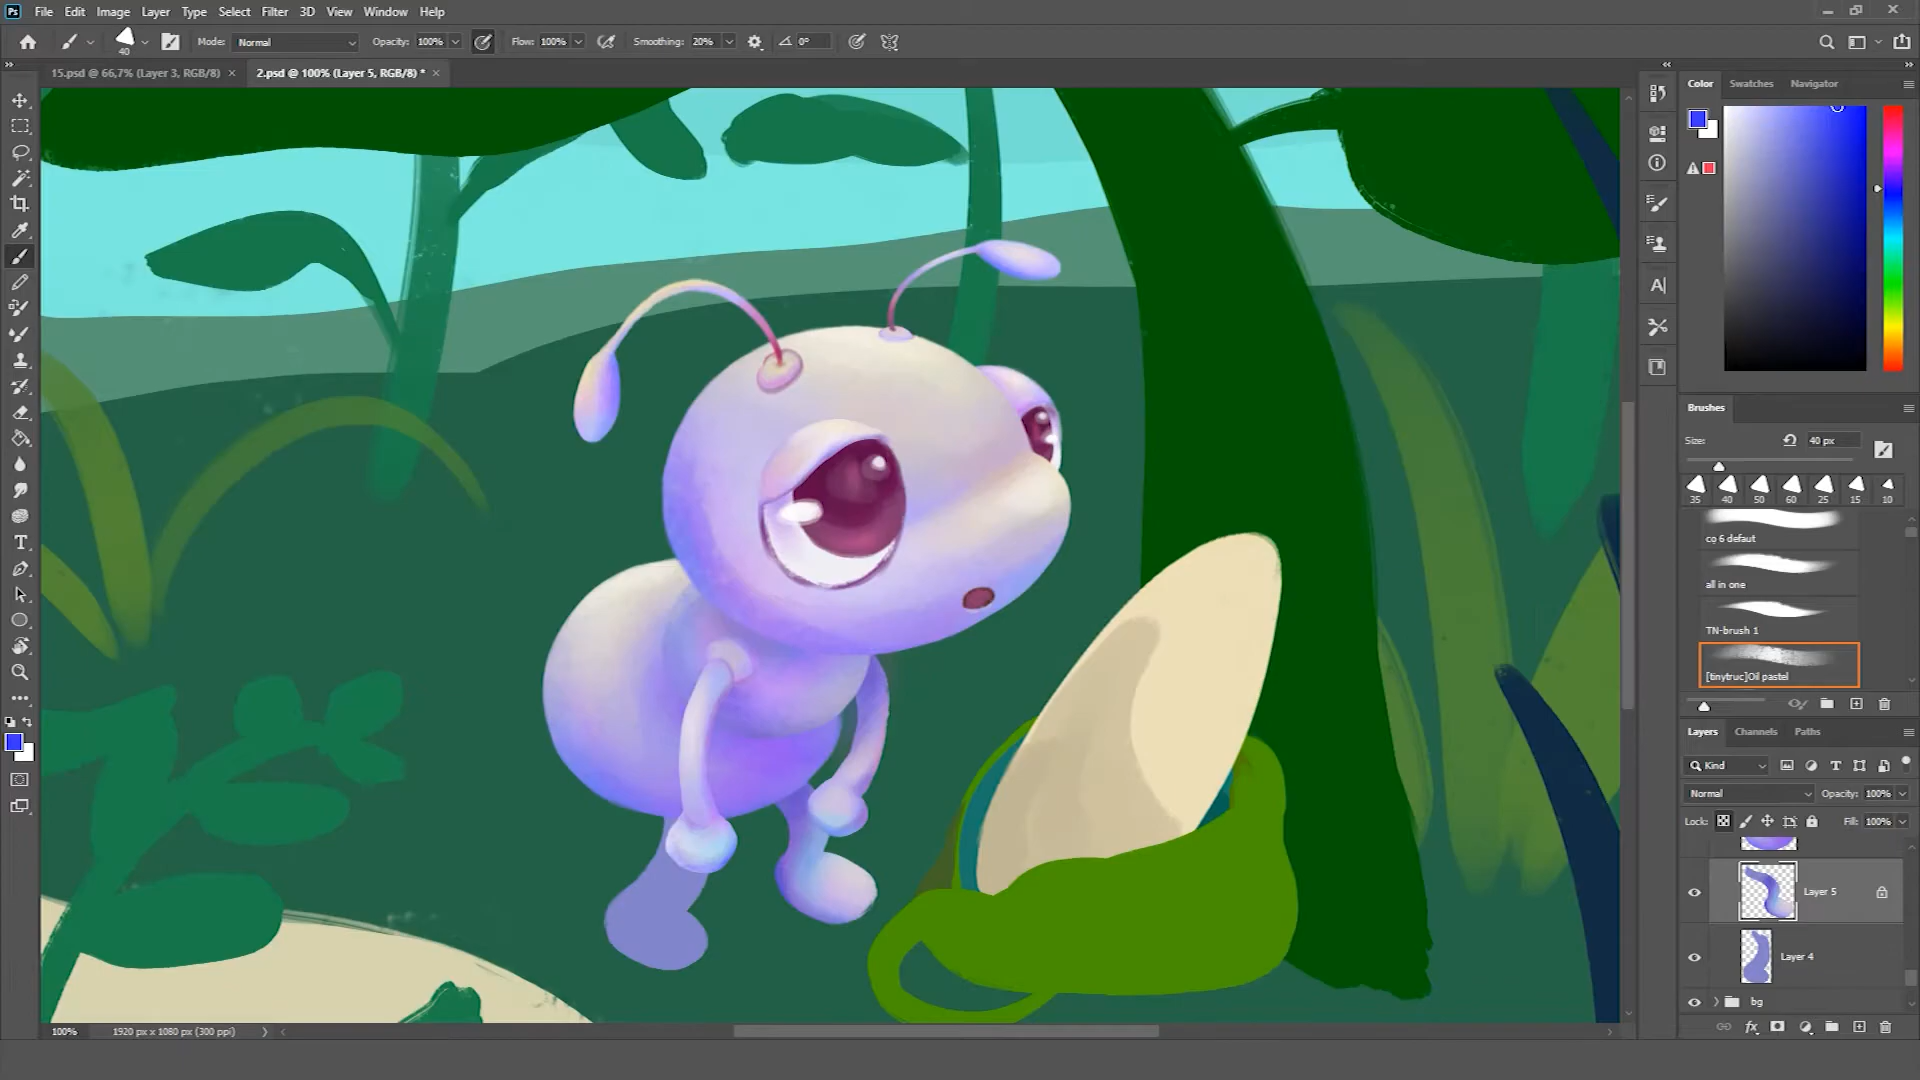 Ps File Edit Image Layer Type Select Filter 3D View Window Help
40 Mode: Normal Opacity: 100% Flow: 100% Smoothing: 20% 0°
15.psd @ 66,7% (Layer 3, RGB/8) × 2.psd @ 100% (Layer 5, RGB/8) * ×
Color Swatches Navigator
Brushes
Size: 40 px
35 40 50 60 25 15 10
co 6 defaut
all in one
TN-brush 1
[tinytruc]Oil pastel
Layers Channels Paths
Kind
Normal Opacity: 100%
Lock: Fill: 100%
Layer 5
Layer 4
bg
100% 1920 px x 1080 px (300 ppi)